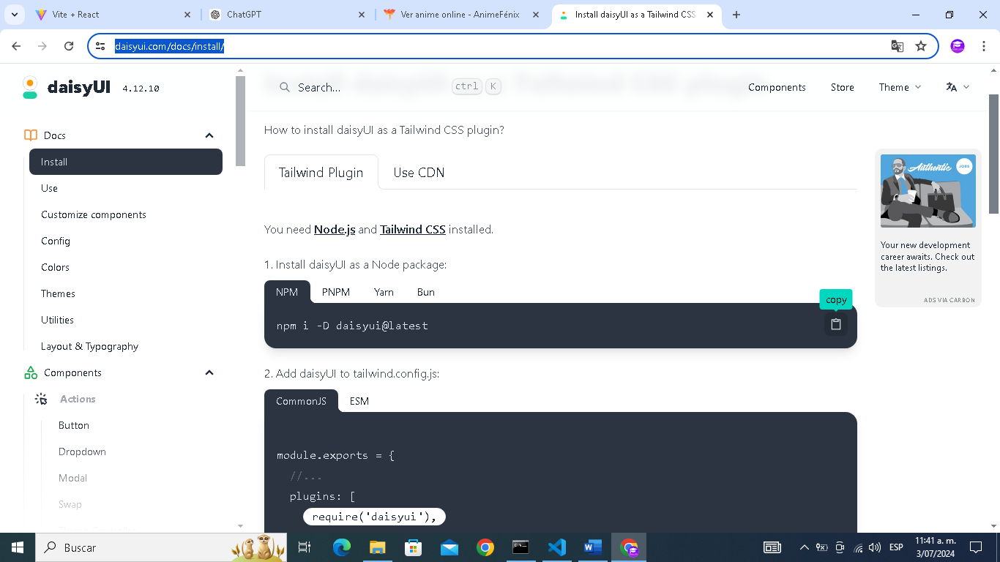 Vite + React
ChatGPT
Ver anime online - AnimeFénix
Install daisyUI as a Tailwind CSS
daisyui.com/docs/install/
daisyUI 4.12.10
Search...
ctrl K
Components
Store
Theme
Docs
Install
Use
Customize components
Config
Colors
Themes
Utilities
Layout & Typography
Components
Actions
Button
Dropdown
Modal
Swap
How to install daisyUI as a Tailwind CSS plugin?
Tailwind Plugin
Use CDN
You need Node.js and Tailwind CSS installed.
1. Install daisyUI as a Node package:
NPM
PNPM
Yarn
Bun
copy
npm i -D daisyui@latest
2. Add daisyUI to tailwind.config.js:
CommonJS
ESM
module.exports = {
//...
plugins: [
require('daisyui'),
Authentic
JOBS
Your new development
career awaits. Check out
the latest listings.
ADS VIA CARBON
Buscar
ESP
11:41 a. m.
3/07/2024